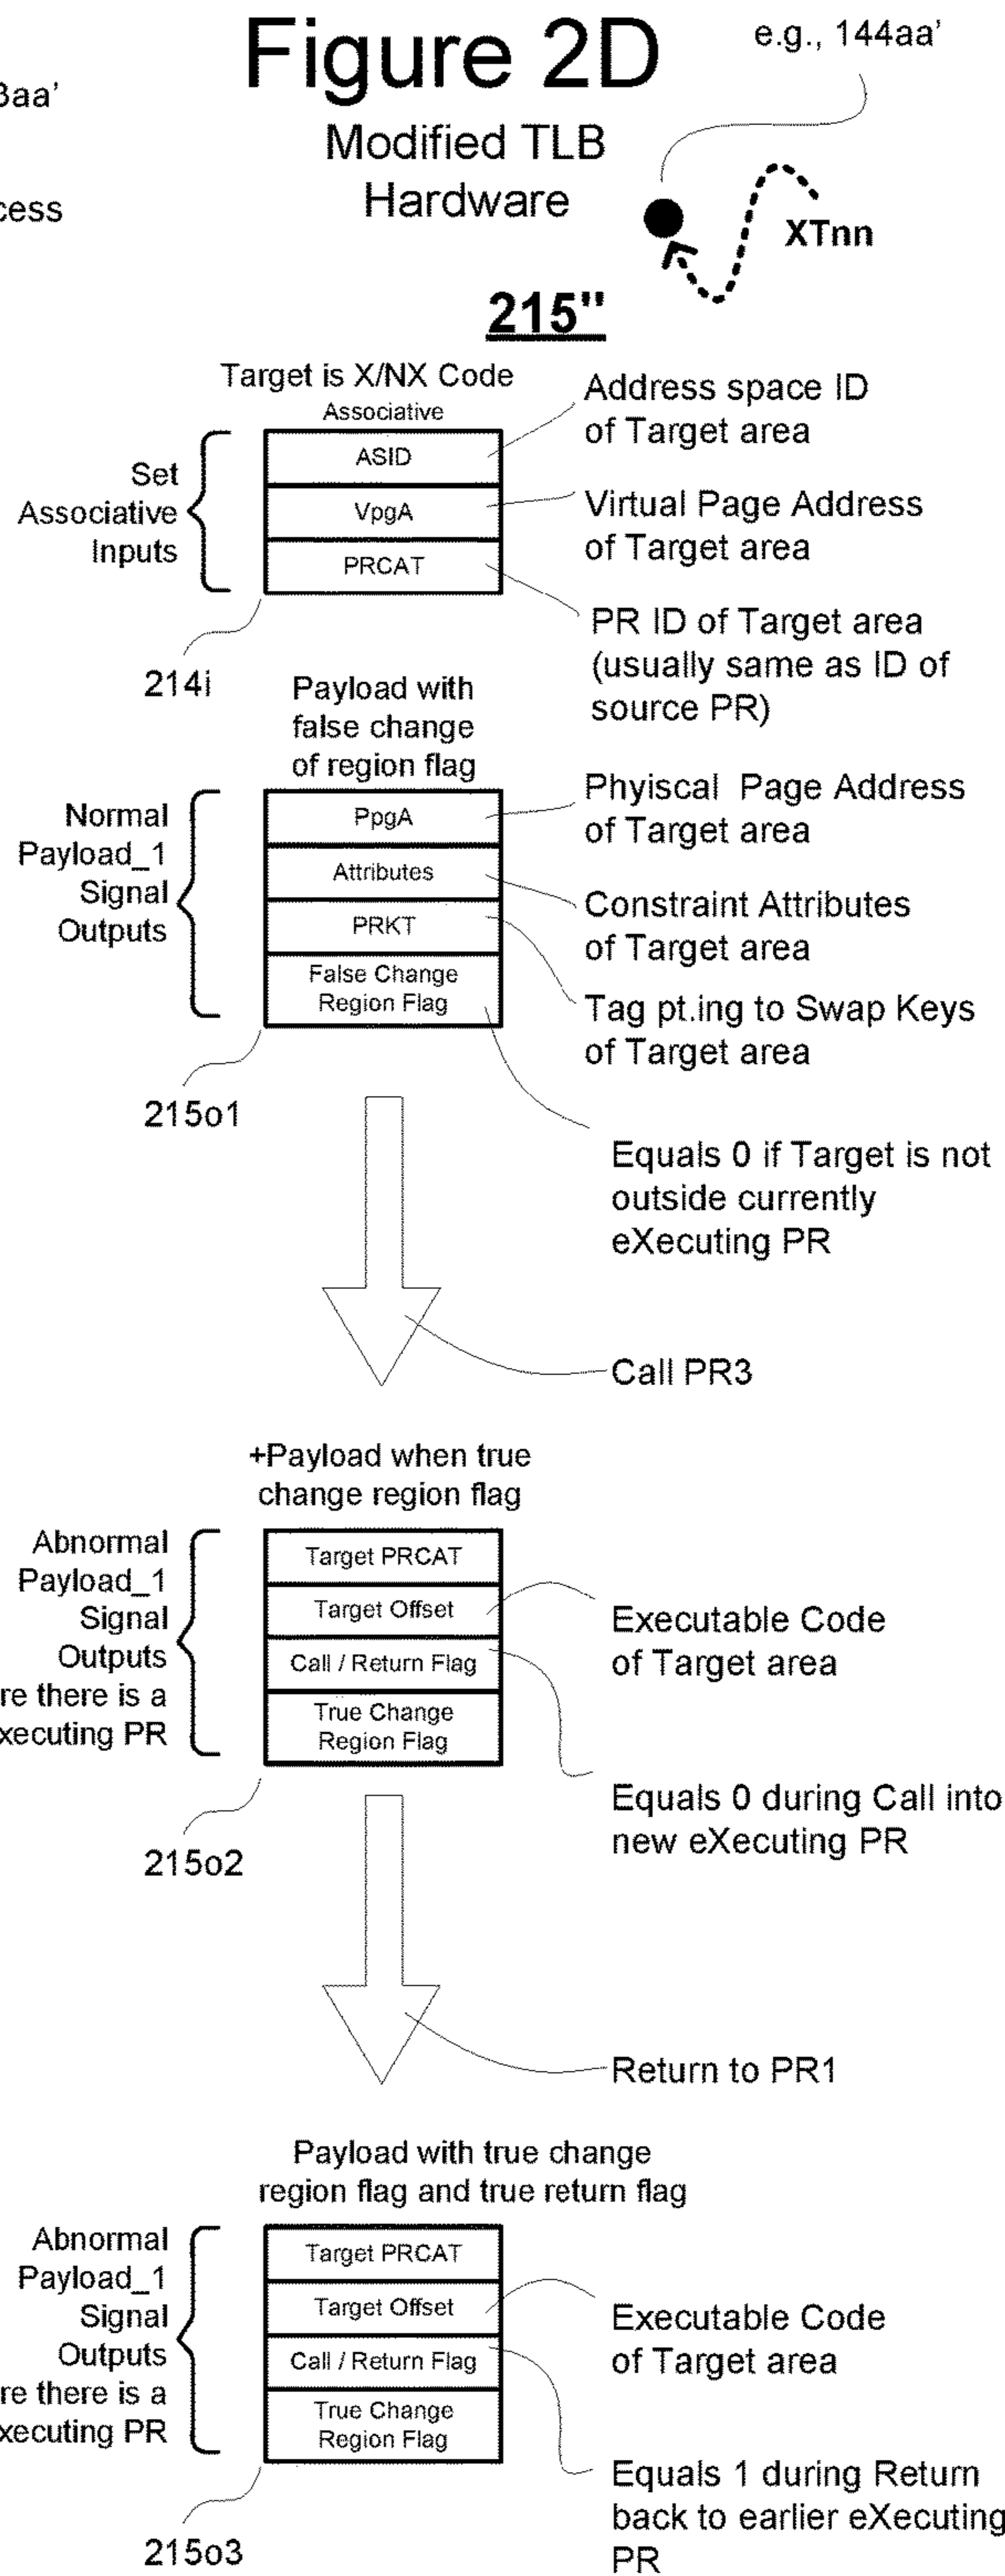 Figure 2D
e.g., 144aa'
3aa'
Modified TLB
Hardware
cess
XTnn
215"
Target is X/NX Code
Associative
Set
Associative
Inputs
ASID
VpgA
PRCAT
Address space ID
of Target area
Virtual Page Address
of Target area
PR ID of Target area
(usually same as ID of
source PR)
214i
Payload with
false change
of region flag
Normal
Payload_1
Signal
Outputs
PpgA
Attributes
PRKT
False Change
Region Flag
Phyiscal Page Address
of Target area
Constraint Attributes
of Target area
Tag pt.ing to Swap Keys
of Target area
215o1
Equals 0 if Target is not
outside currently
eXecuting PR
Call PR3
+Payload when true
change region flag
Abnormal
Payload_1
Signal
Outputs
re there is a
xecuting PR
Target PRCAT
Target Offset
Call / Return Flag
True Change
Region Flag
Executable Code
of Target area
Equals 0 during Call into
new eXecuting PR
215o2
Return to PR1
Payload with true change
region flag and true return flag
Abnormal
Payload_1
Signal
Outputs
re there is a
xecuting PR
Target PRCAT
Target Offset
Call / Return Flag
True Change
Region Flag
Executable Code
of Target area
Equals 1 during Return
back to earlier eXecuting
PR
215o3